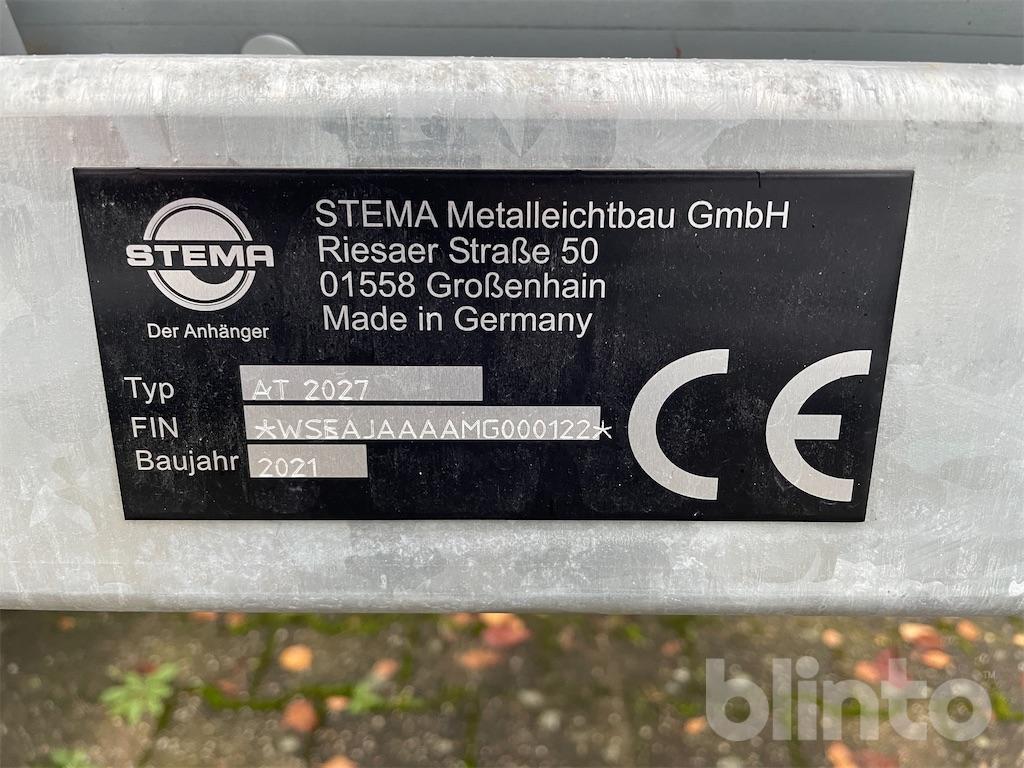 STEMA
Der Anhänger
STEMA Metalleichtbau GmbH
Riesaer Straße 50
01558 Großenhain
Made in Germany
Typ AT 2027
FIN *WSEAJAAAAMG000122*
Baujahr 2021
CE
blinto